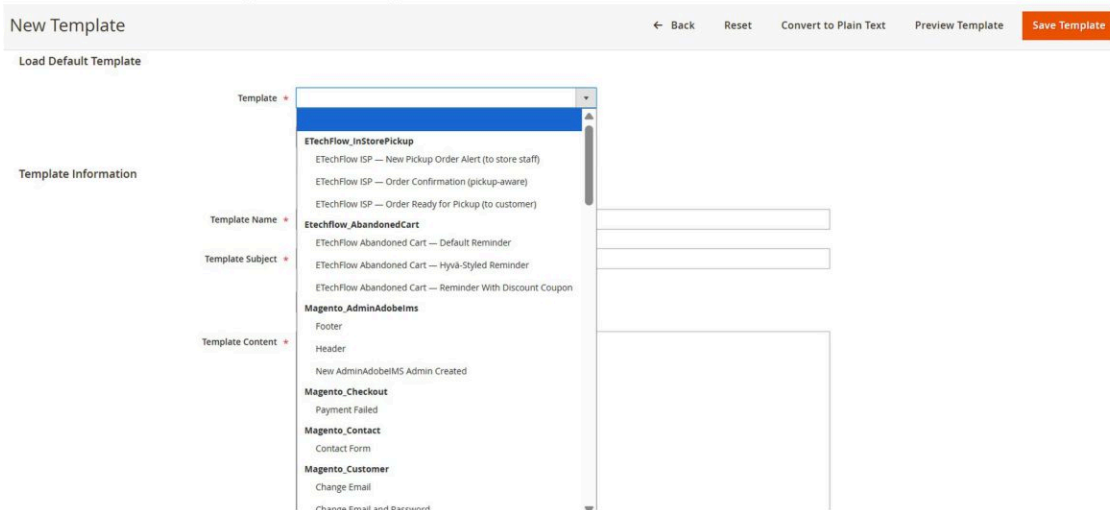 New Template
← Back Reset Convert to Plain Text Preview Template Save Template
Load Default Template
Template *
ETechFlow_InStorePickup
ETechFlow ISP — New Pickup Order Alert (to store staff)
ETechFlow ISP — Order Confirmation (pickup-aware)
Template Information
ETechFlow ISP — Order Ready for Pickup (to customer)
Template Name *
Etechflow_AbandonedCart
ETechFlow Abandoned Cart — Default Reminder
Template Subject *
ETechFlow Abandoned Cart — Hyvä-Styled Reminder
ETechFlow Abandoned Cart — Reminder With Discount Coupon
Magento_AdminAdobeIms
Footer
Template Content *
Header
New AdminAdobeIMS Admin Created
Magento_Checkout
Payment Failed
Magento_Contact
Contact Form
Magento_Customer
Change Email
Change Email and Password